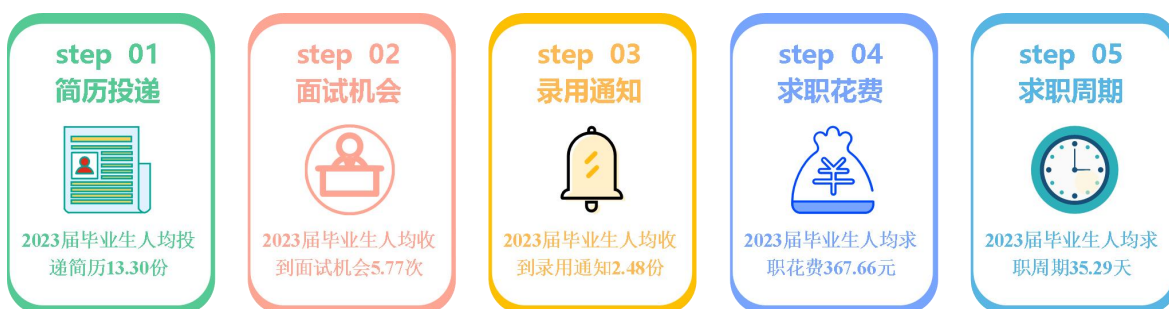 step 01
简历投递
2023届毕业生人均投
递简历13.30份
step 02
面试机会
2023届毕业生人均收
到面试机会5.77次
step 03
录用通知
2023届毕业生人均收
到录用通知2.48份
step 04
求职花费
2023届毕业生人均求
职花费367.66元
step 05
求职周期
2023届毕业生人均求
职周期35.29天